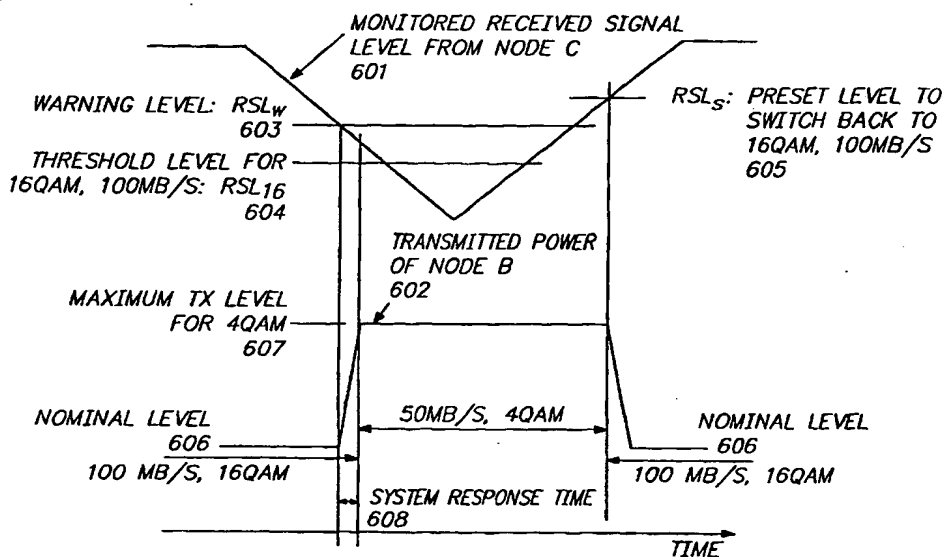 MONITORED RECEIVED SIGNAL
LEVEL FROM NODE C
601
WARNING LEVEL: RSLW
603
RSLS: PRESET LEVEL TO
SWITCH BACK TO
16QAM, 100MB/S
605
THRESHOLD LEVEL FOR
16QAM, 100MB/S: RSL16
604
TRANSMITTED POWER
OF NODE B
602
MAXIMUM TX LEVEL
FOR 4QAM
607
NOMINAL LEVEL
606
100 MB/S, 16QAM
50MB/S, 4QAM
NOMINAL LEVEL
606
100 MB/S, 16QAM
SYSTEM RESPONSE TIME
608
TIME